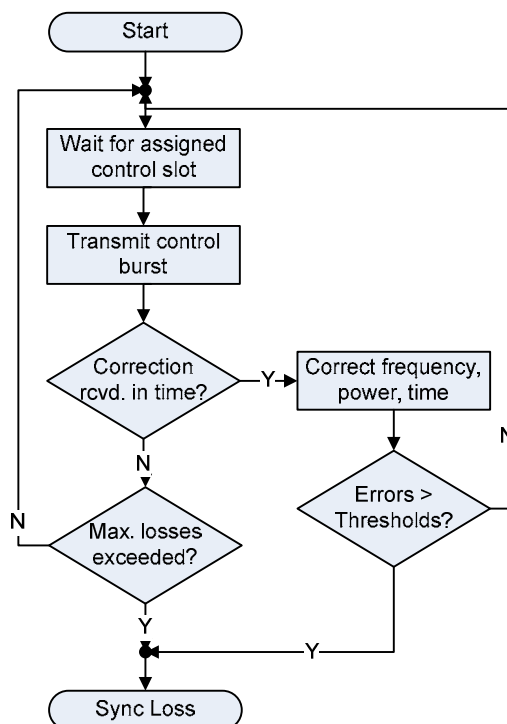 Start
Wait for assigned
control slot
Transmit control
burst
Correction
rcvd. in time?
Y
Correct frequency,
power, time
N
N
Errors >
Thresholds?
N
Max. losses
exceeded?
Y
Y
Sync Loss